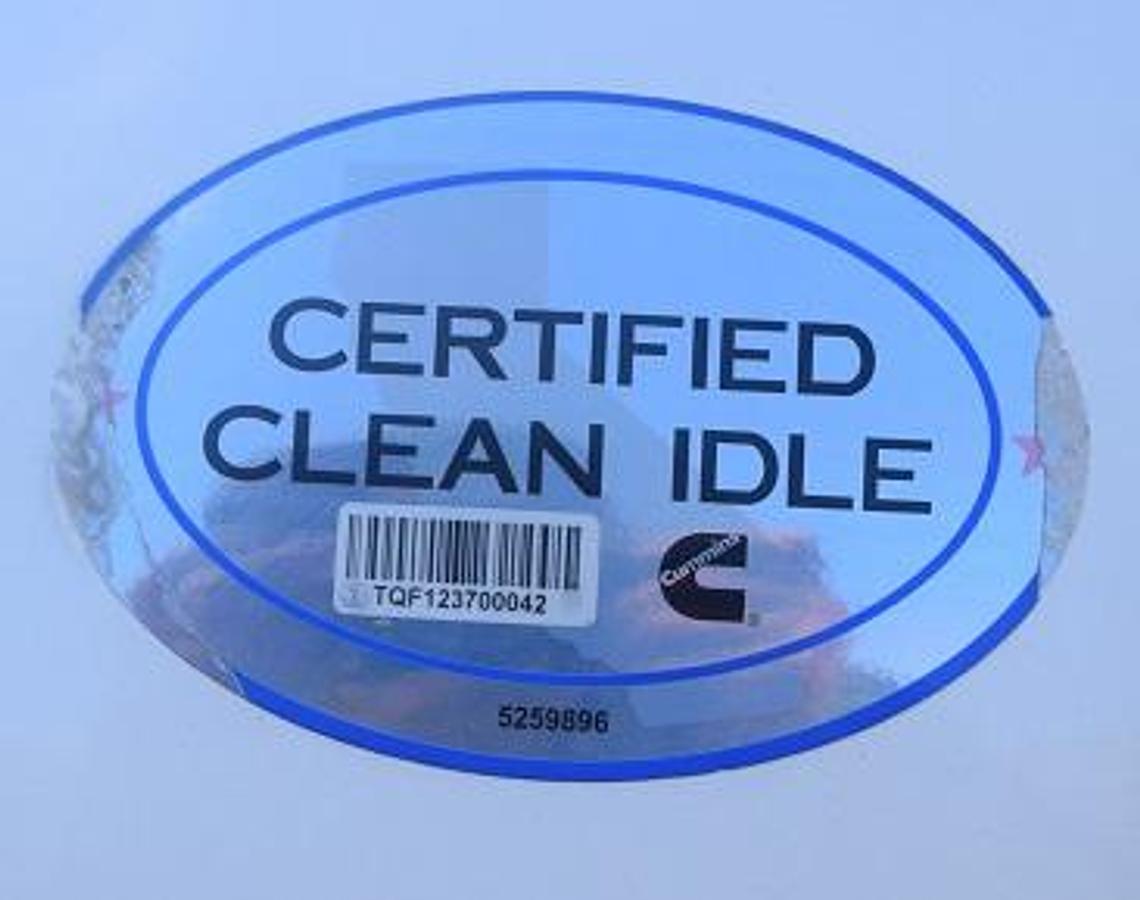 CERTIFIED
CLEAN IDLE
TQF123700042
Cummins
5259896